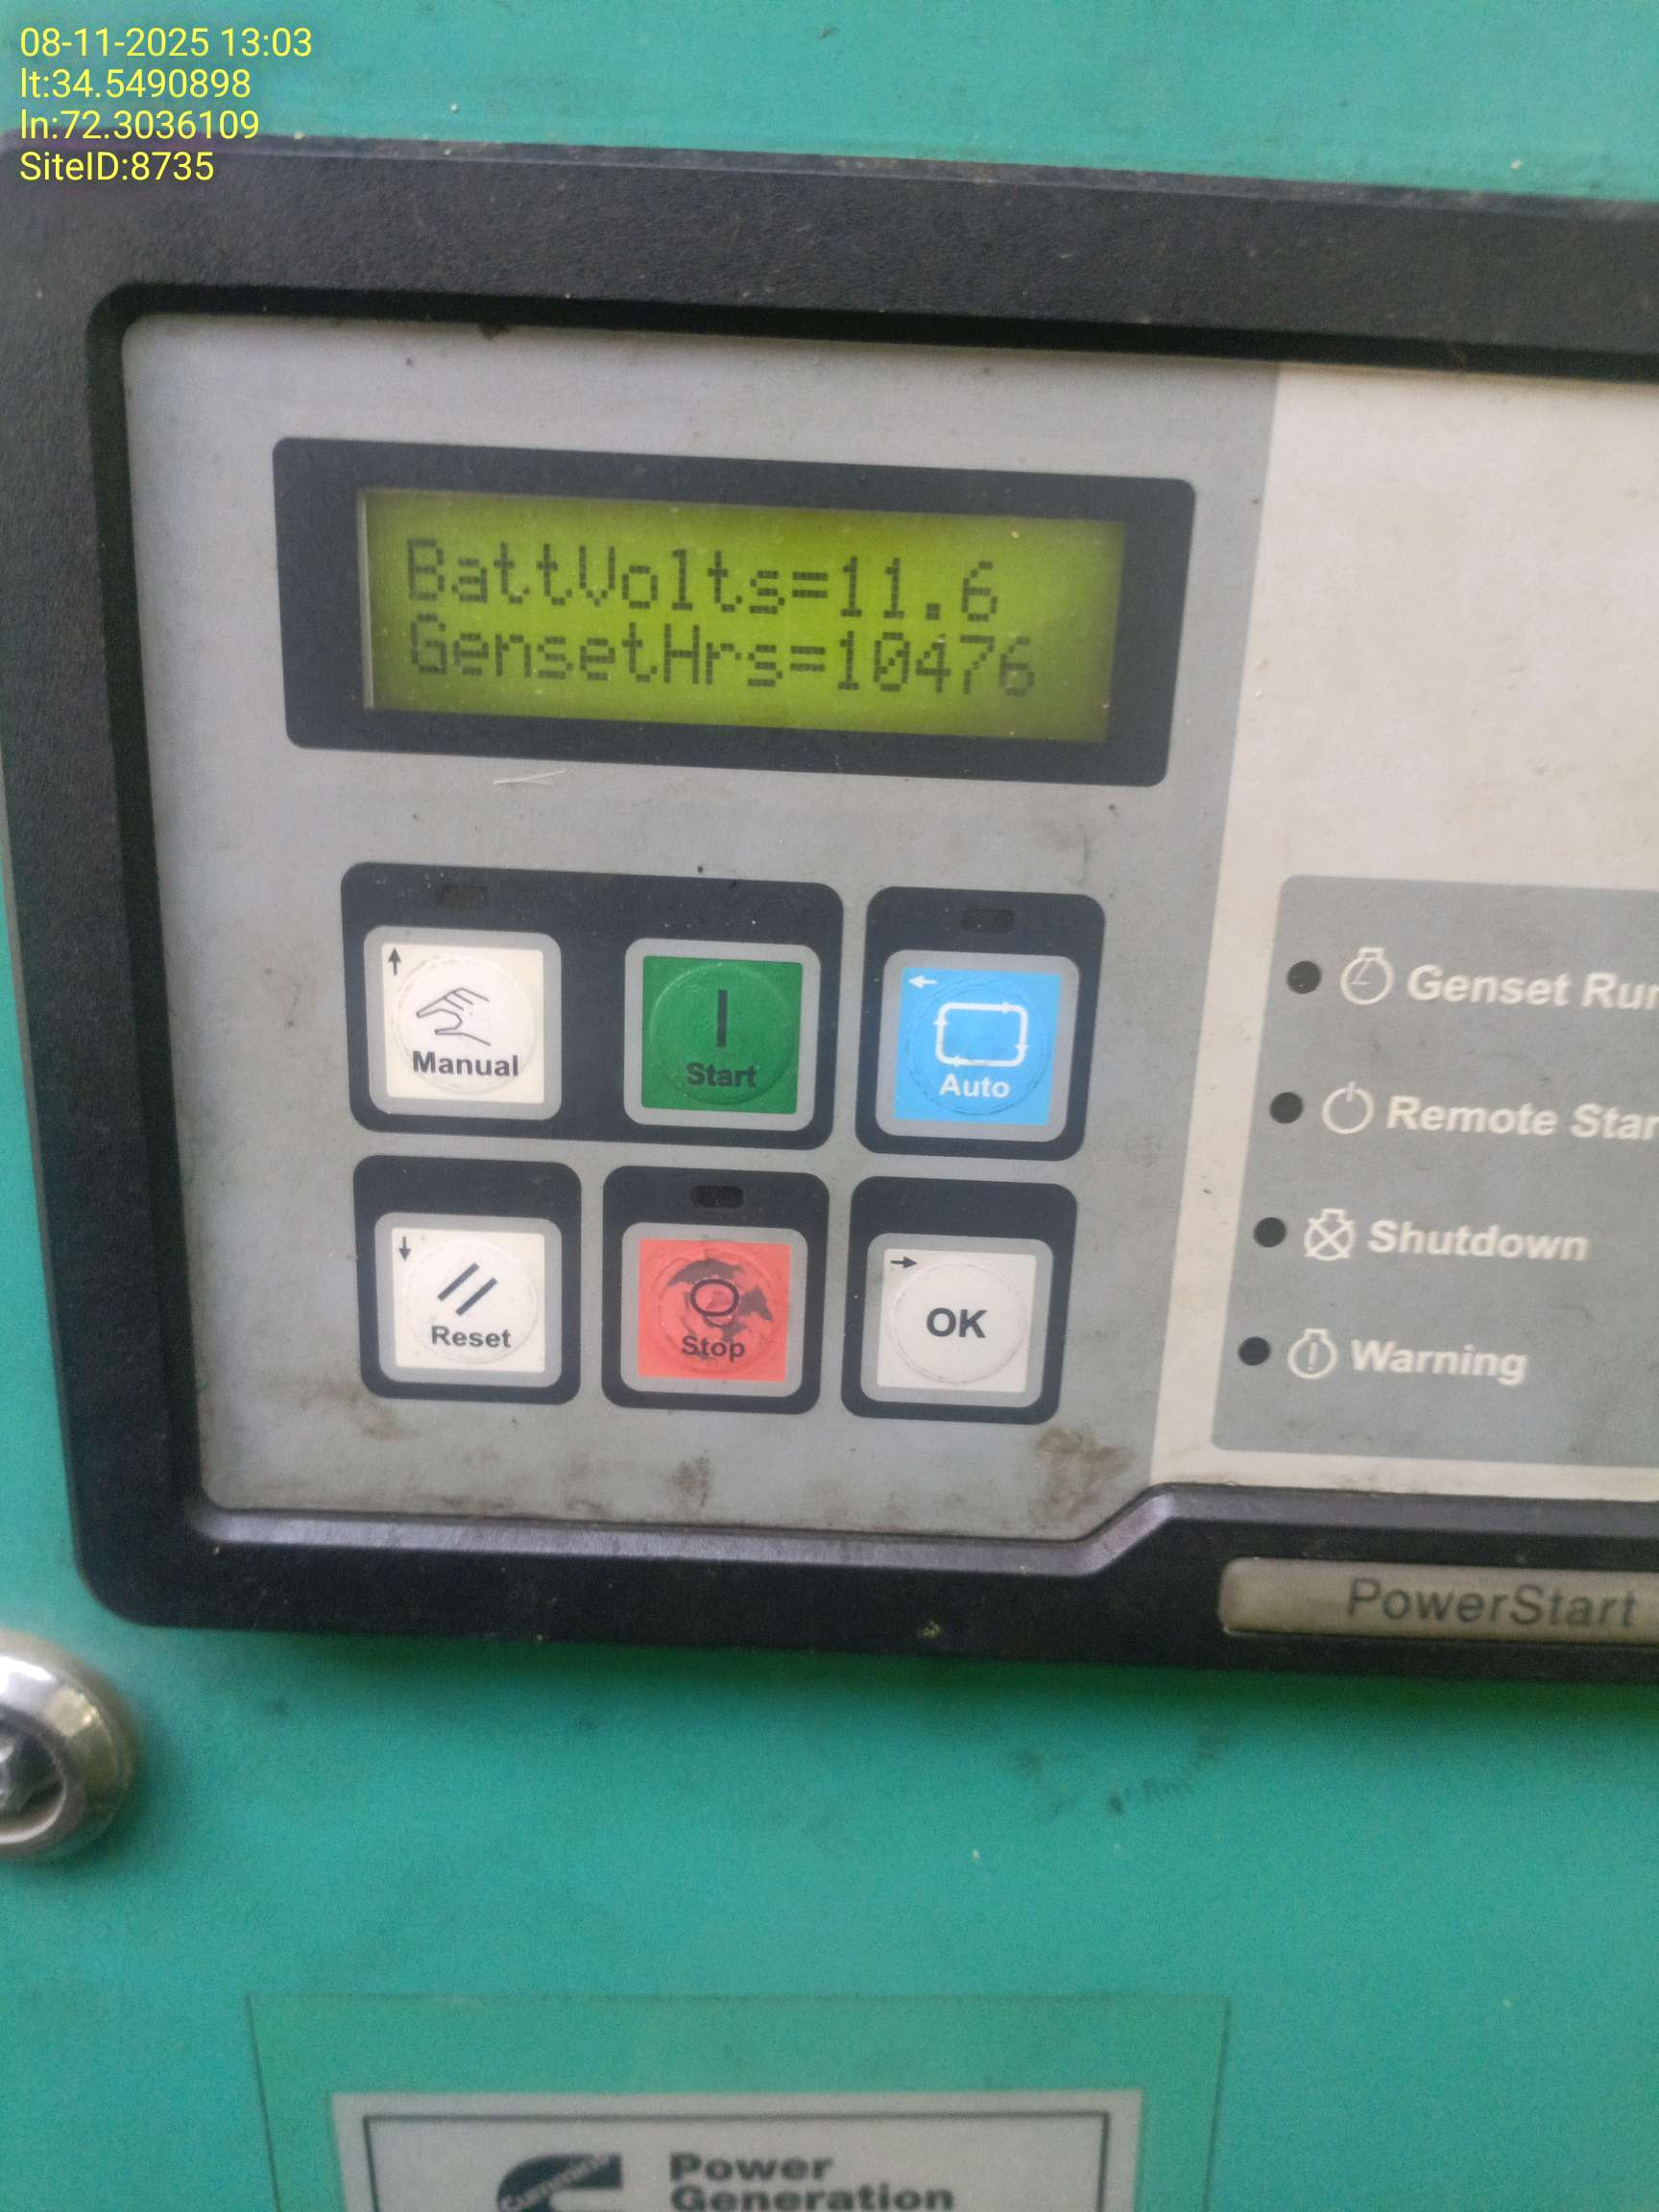 08-11-2025 13:03
lt:34.5490898
ln:72.3036109
SiteID:8735
BattVolts=11.6
GensetHrs=10476
Manual
Start
Auto
Reset
Stop
OK
Genset Run
Remote Star
Shutdown
Warning
PowerStart
Power
Generation